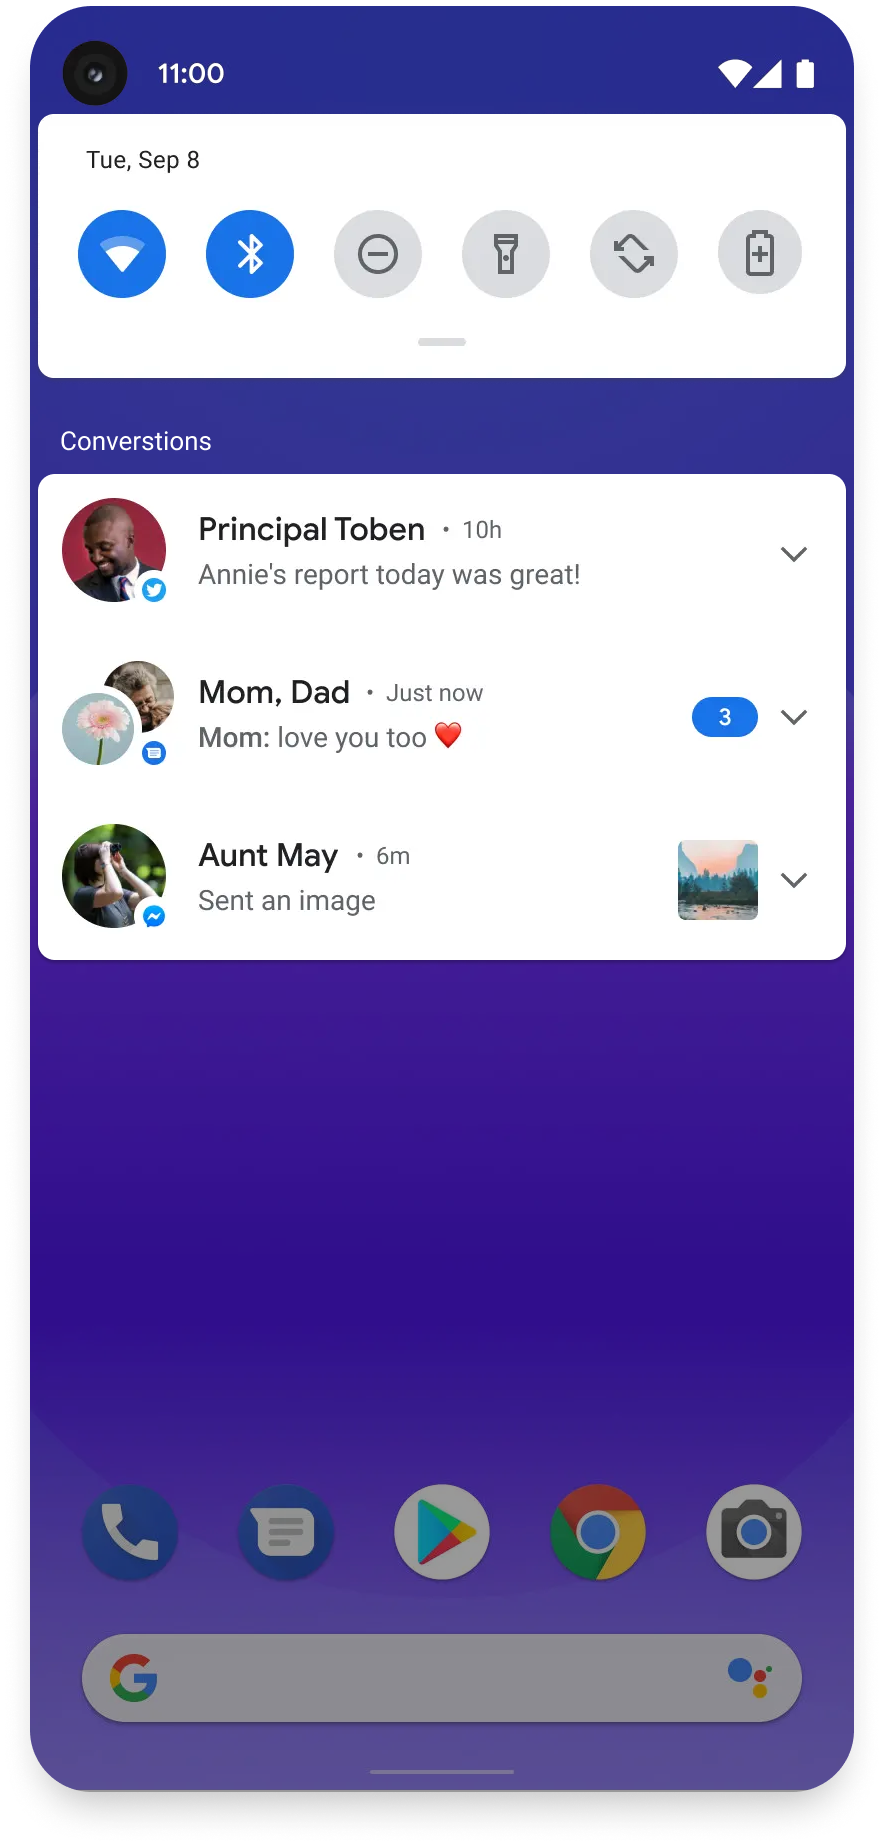 11:00
Tue, Sep 8
Converstions
Principal Toben • 10h
Annie's report today was great!
Mom, Dad • Just now
Mom: love you too ❤️
3
Aunt May • 6m
Sent an image